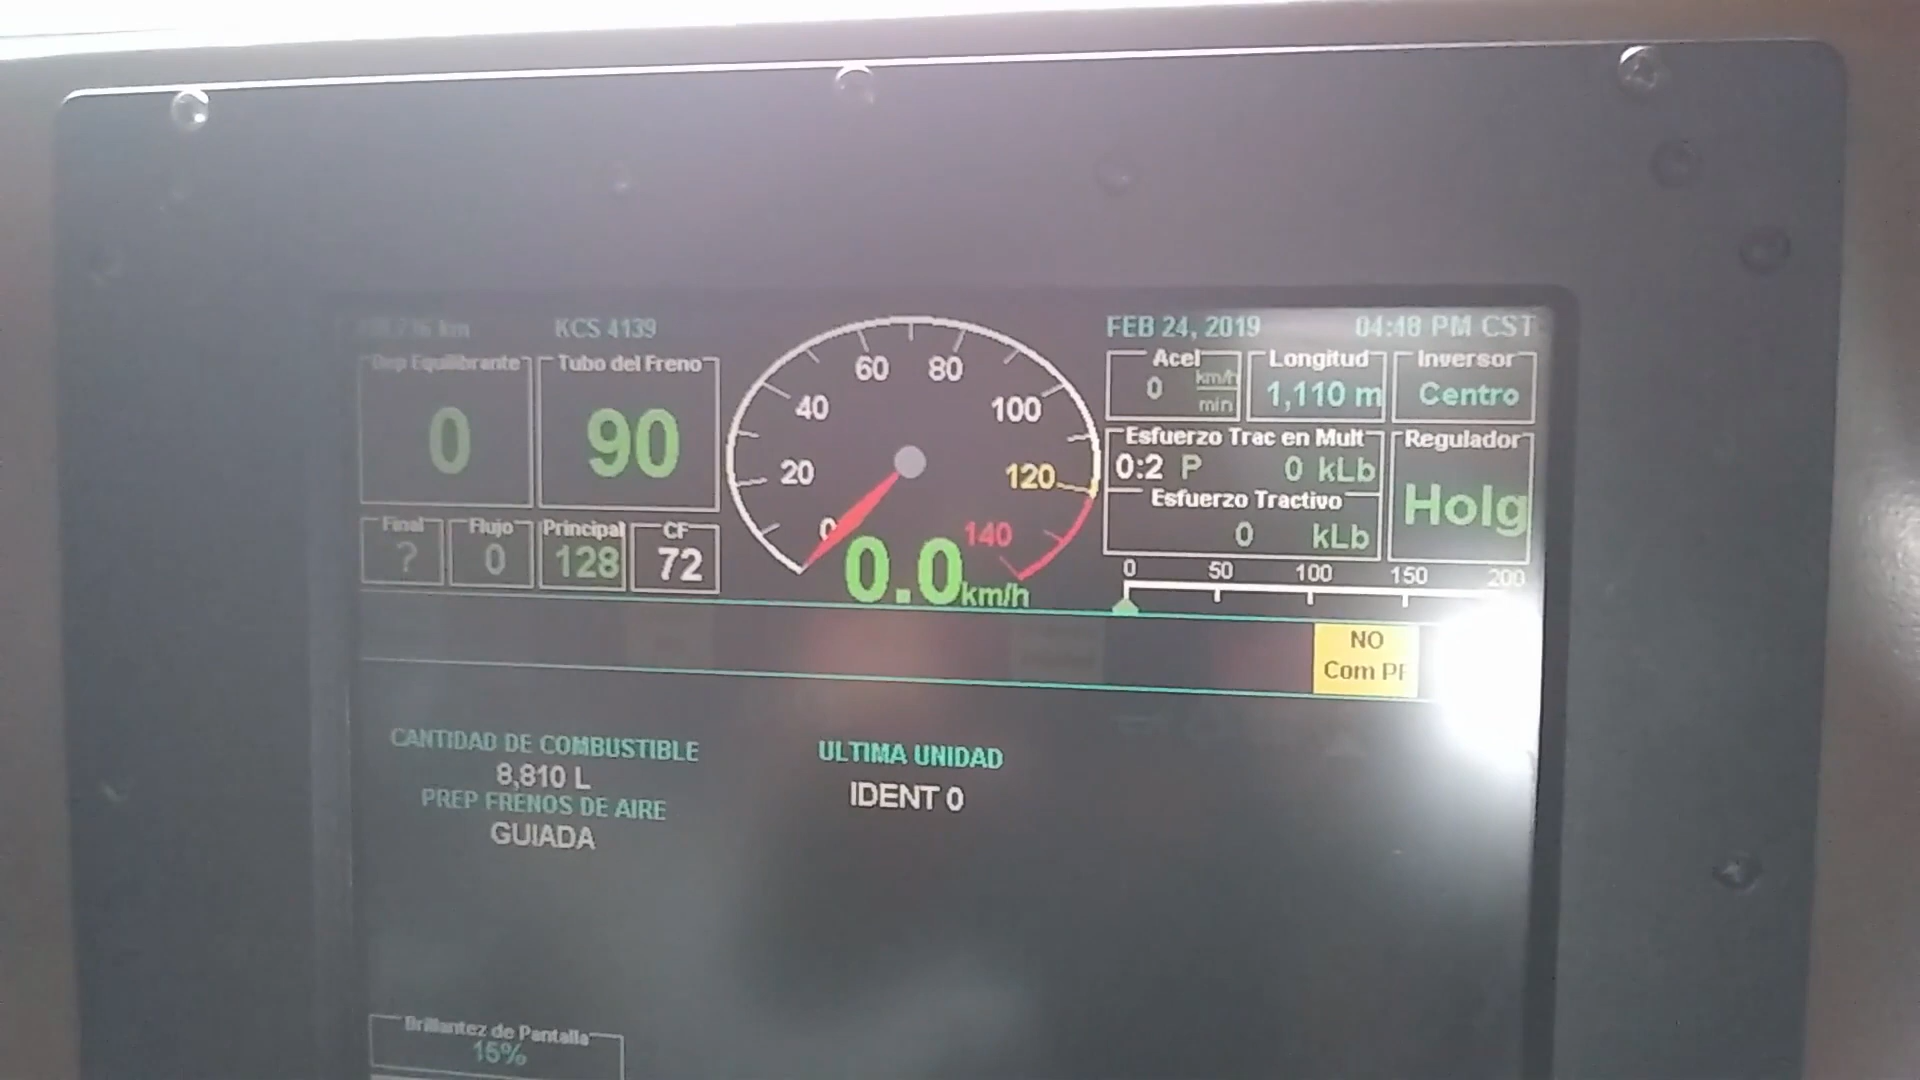 km KCS 4139 FEB 24, 2019 04:48 PM CST
Dep Equilibrante Tubo del Freno
0 90
Final Flujo Principal CF
? 0 128 72
0 20 40 60 80 100 120 140
0.0 km/h
Acel Longitud Inversor
0 km/h min 1,110 m Centro
Esfuerzo Trac en Mult Regulador
0:2 P 0 kLb Holg
Esfuerzo Tractivo
0 kLb
0 50 100 150 200
NO
Com PF
CANTIDAD DE COMBUSTIBLE
8,810 L
PREP FRENOS DE AIRE
GUIADA
ULTIMA UNIDAD
IDENT 0
Brillantez de Pantalla
15%